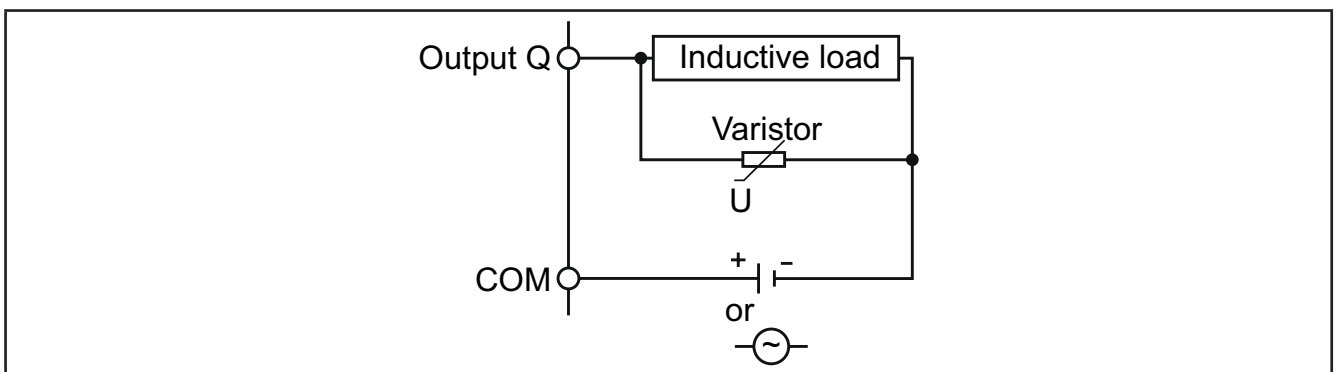 Output Q
Inductive load
Varistor
U
COM
+ -
or
~